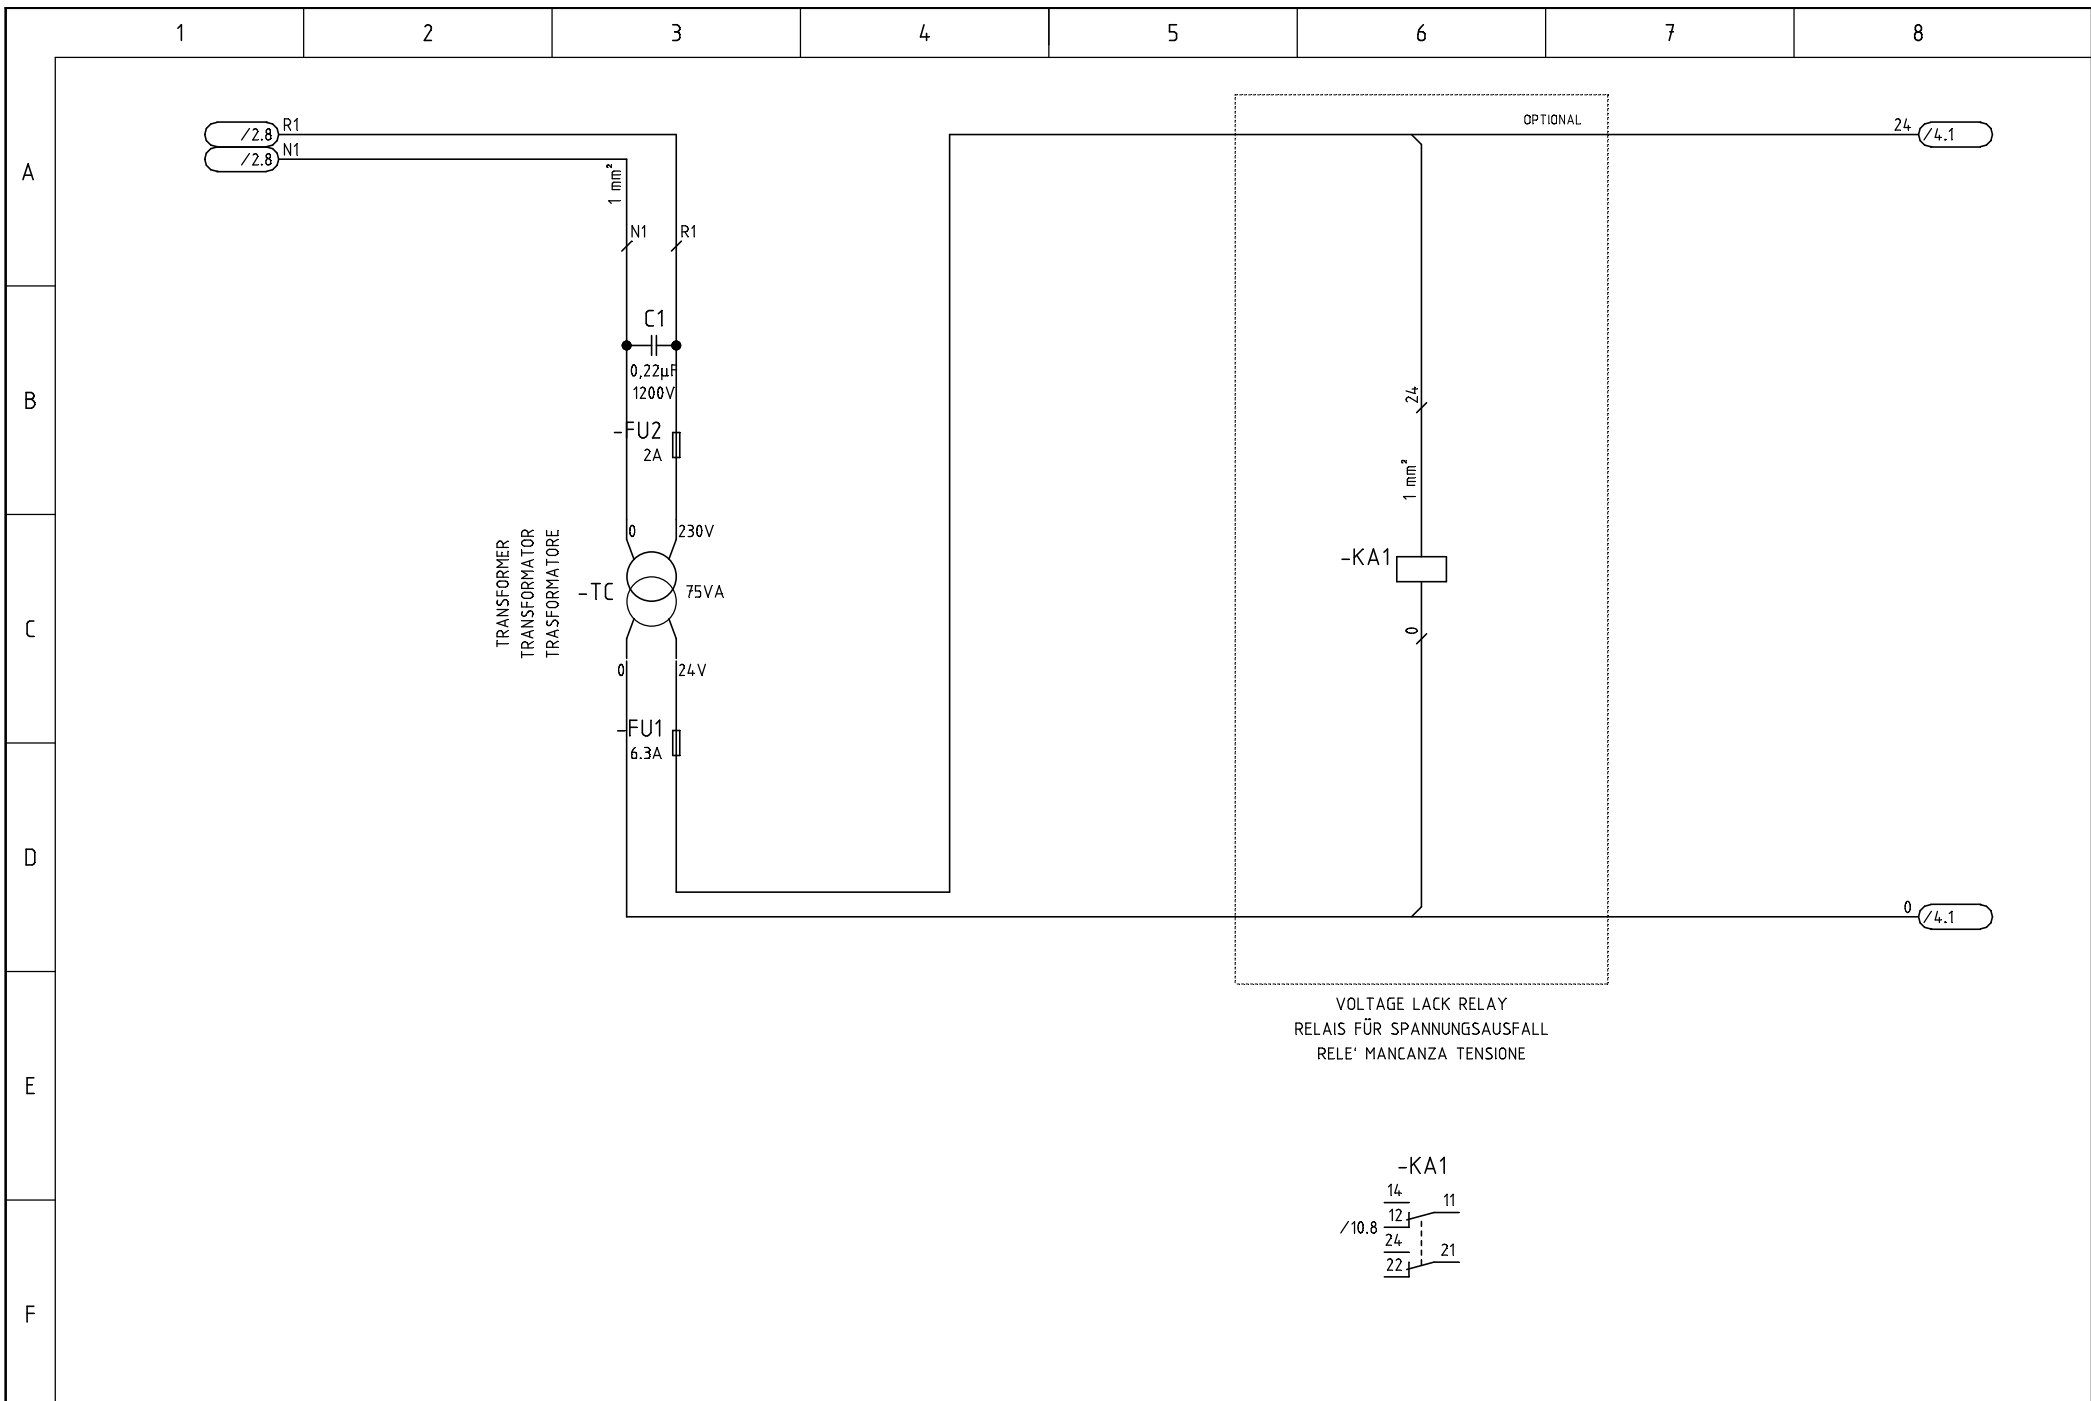 1 2 3 4 5 6 7 8
A
B
C
D
E
F
/2.8 R1
/2.8 N1
1 mm²
N1 R1
C1
0,22µF
1200V
-FU2
2A
0 230V
TRANSFORMER
TRANSFORMATOR
TRASFORMATORE
-TC 75VA
0 24V
-FU1
6.3A
OPTIONAL
24 /4.1
24
1 mm²
-KA1
0
0 /4.1
VOLTAGE LACK RELAY
RELAIS FÜR SPANNUNGSAUSFALL
RELE' MANCANZA TENSIONE
-KA1
14 11
/10.8 12
24 21
22